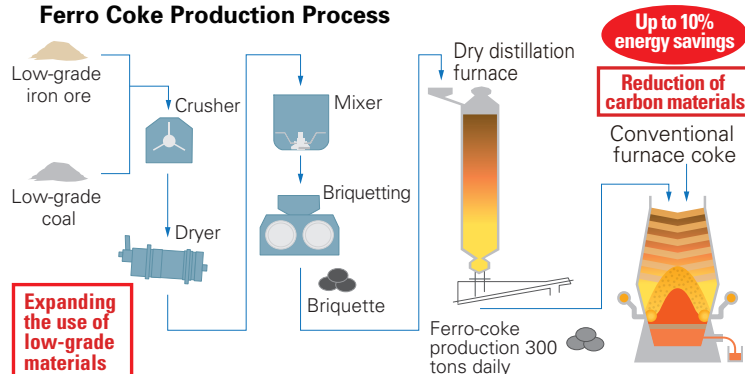 Ferro Coke Production Process
Low-grade
iron ore
Low-grade
coal
Crusher
Dryer
Expanding
the use of
low-grade
materials
Mixer
Briquetting
Briquette
Dry distillation
furnace
Ferro-coke
production 300
tons daily
Up to 10%
energy savings
Reduction of
carbon materials
Conventional
furnace coke